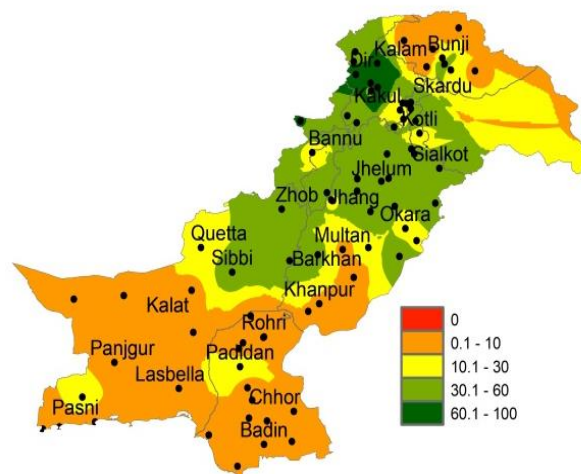 Kalam
Bunji
Dir
Skardu
Kakul
Kotli
Bannu
Sialkot
Jhelum
Zhob
Jhang
Okara
Quetta
Multan
Sibbi
Barkhan
Khanpur
Kalat
Rohri
Panjgur
Padidan
Lasbella
Chhor
Pasni
Badin
0
0.1 - 10
10.1 - 30
30.1 - 60
60.1 - 100